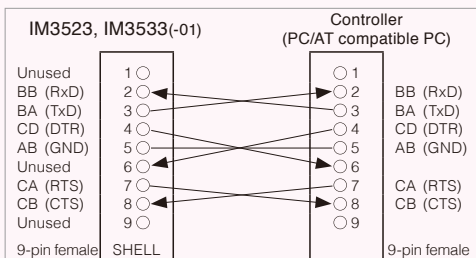 IM3523, IM3533(-01)
Controller
(PC/AT compatible PC)
Unused 1 1
BB (RxD) 2 2 BB (RxD)
BA (TxD) 3 3 BA (TxD)
CD (DTR) 4 4 CD (DTR)
AB (GND) 5 5 AB (GND)
Unused 6 6
CA (RTS) 7 7 CA (RTS)
CB (CTS) 8 8 CB (CTS)
Unused 9 9
9-pin female SHELL 9-pin female